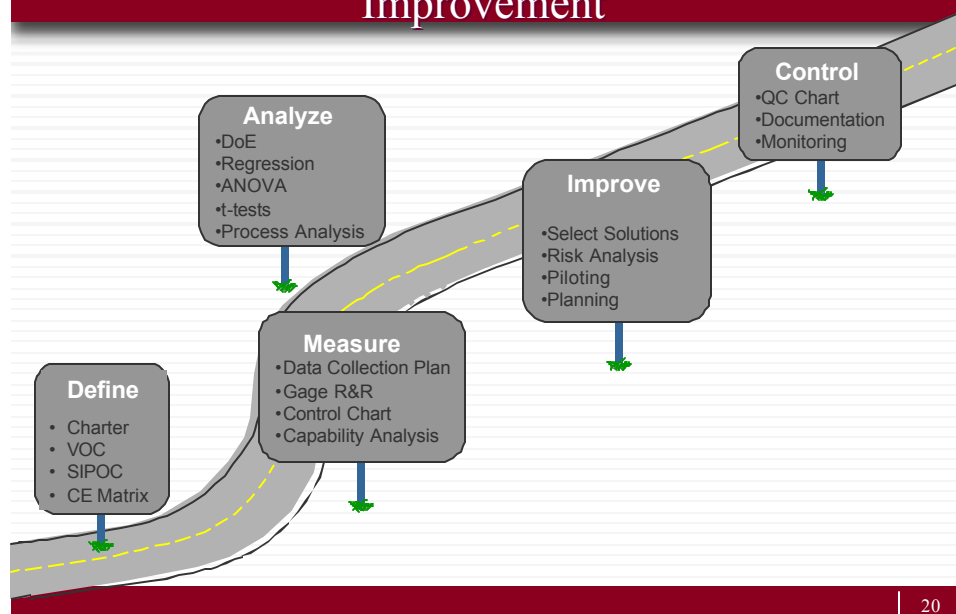 Improvement
Control
•QC Chart
•Documentation
•Monitoring
Analyze
•DoE
•Regression
•ANOVA
•t-tests
•Process Analysis
Improve
•Select Solutions
•Risk Analysis
•Piloting
•Planning
Measure
•Data Collection Plan
•Gage R&R
•Control Chart
•Capability Analysis
Define
• Charter
• VOC
• SIPOC
• CE Matrix
20